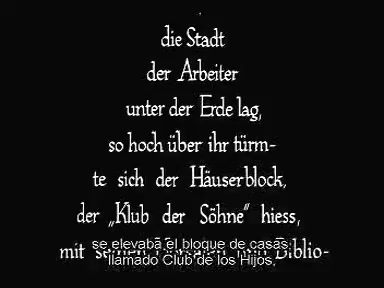 die Stadt
der Arbeiter
unter der Erde lag,
so hoch über ihr türm-
te sich der Häuserblock,
der „Klub der Söhne" hiess,
mit seinen Biblio-
se elevaba el bloque de casas
llamado Club de los Hijos,